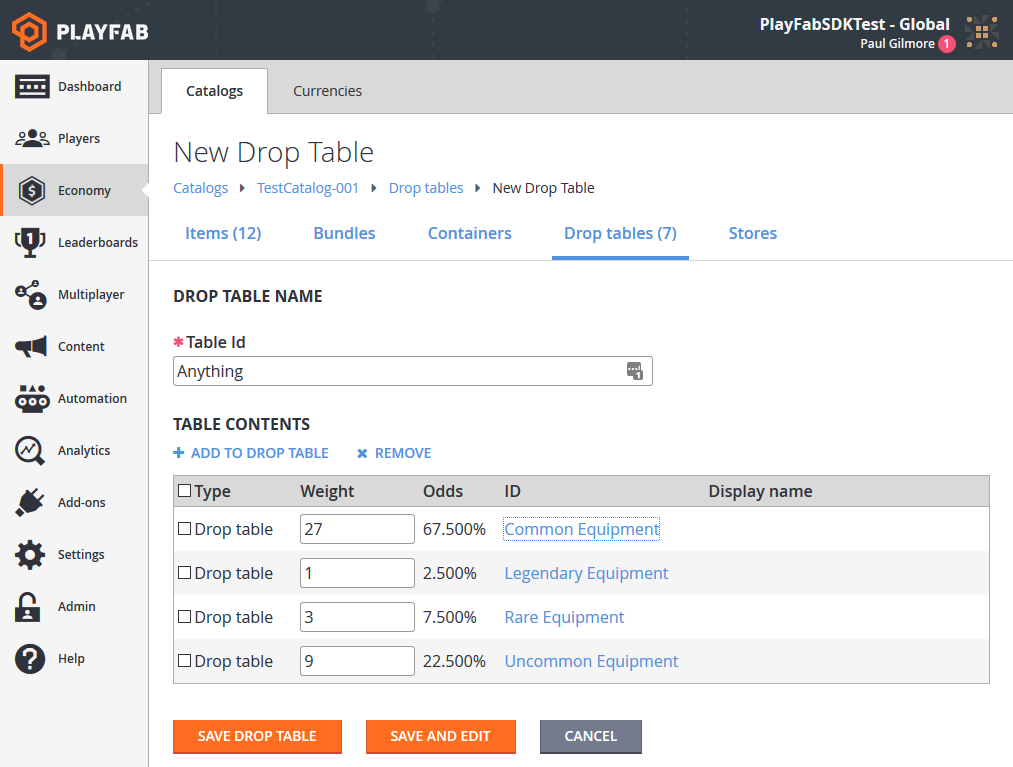 PLAYFAB
PlayFabSDKTest - Global
Paul Gilmore 1
Dashboard
Players
Economy
Leaderboards
Multiplayer
Content
Automation
Analytics
Add-ons
Settings
Admin
Help
Catalogs Currencies
New Drop Table
Catalogs TestCatalog-001 Drop tables New Drop Table
Items (12) Bundles Containers Drop tables (7) Stores
DROP TABLE NAME
* Table Id
Anything
TABLE CONTENTS
+ ADD TO DROP TABLE ✖ REMOVE
Type Weight Odds ID Display name
Drop table 27 67.500% Common Equipment
Drop table 1 2.500% Legendary Equipment
Drop table 3 7.500% Rare Equipment
Drop table 9 22.500% Uncommon Equipment
SAVE DROP TABLE SAVE AND EDIT CANCEL